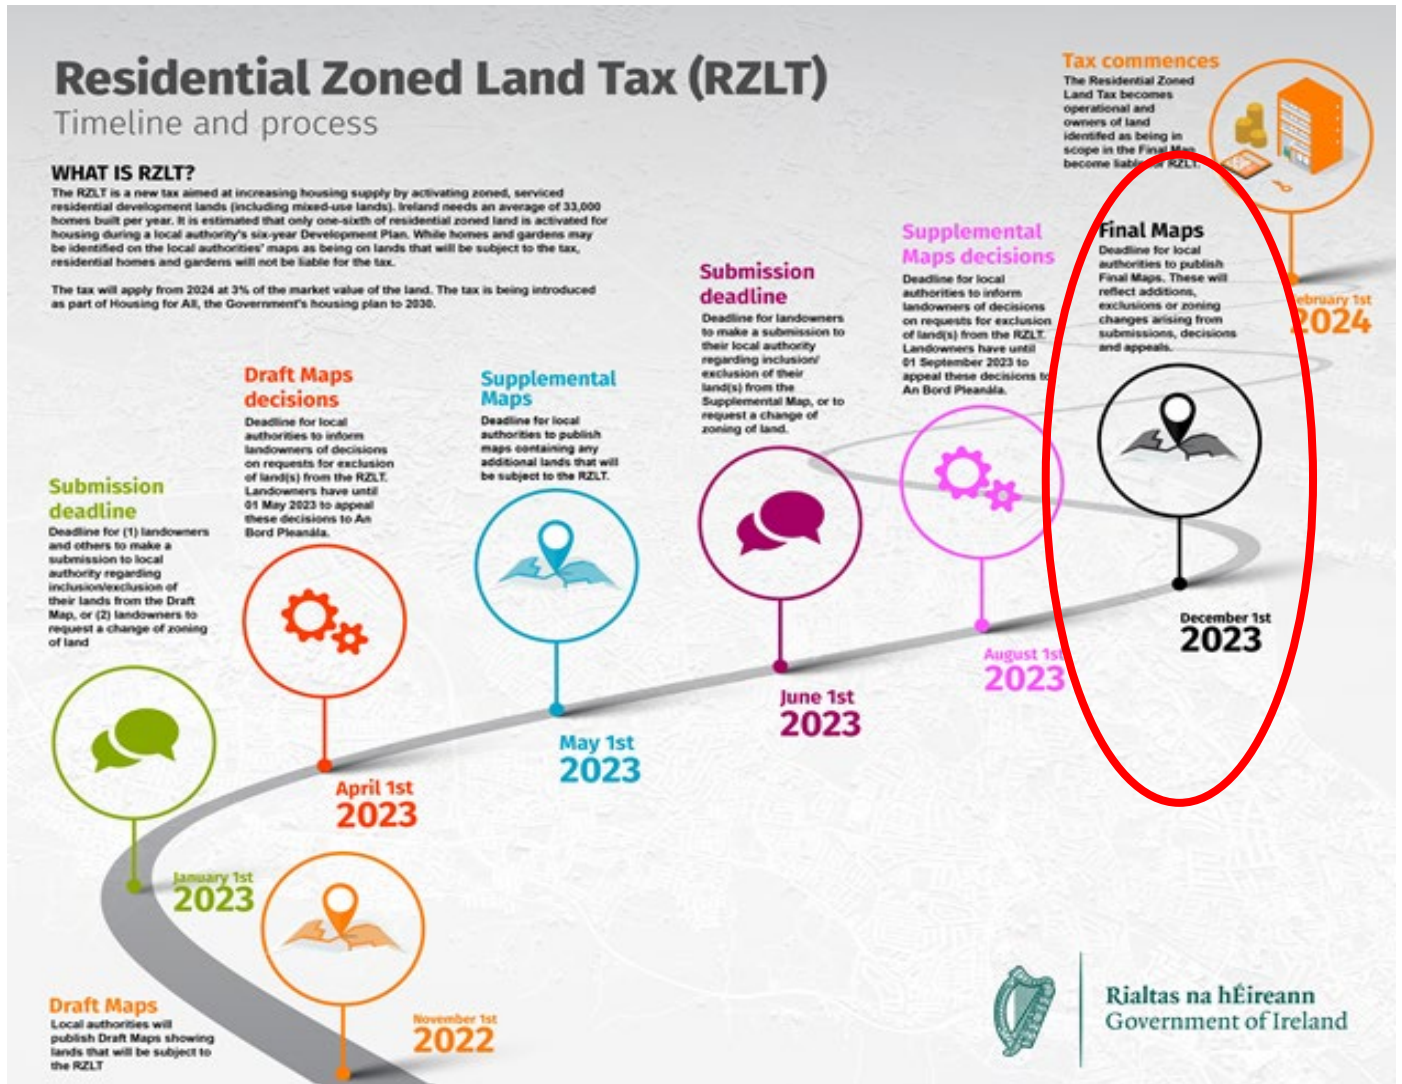 Residential Zoned Land Tax (RZLT)
Timeline and process
WHAT IS RZLT?
The RZLT is a new tax aimed at increasing housing supply by activating zoned, serviced
residential development lands (including mixed-use lands). Ireland needs an average of 33,000
homes built per year. It is estimated that only one-sixth of residential zoned land is activated for
housing during a local authority's six-year Development Plan. While homes and gardens may
be identified on the local authorities' maps as being on lands that will be subject to the tax,
residential homes and gardens will not be liable for the tax.
The tax will apply from 2024 at 3% of the market value of the land. The tax is being introduced
as part of Housing for All, the Government's housing plan to 2030.
Draft Maps
Local authorities will
publish Draft Maps showing
lands that will be subject to
the RZLT
November 1st
2022
Submission
deadline
Deadline for (1) landowners
and others to make a
submission to local
authority regarding
inclusion/exclusion of
their lands from the Draft
Map, or (2) landowners to
request a change of zoning
of land
January 1st
2023
Draft Maps
decisions
Deadline for local
authorities to inform
landowners of decisions
on requests for exclusion
of land(s) from the RZLT.
Landowners have until
01 May 2023 to appeal
these decisions to An
Bord Pleanála.
April 1st
2023
Supplemental
Maps
Deadline for local
authorities to publish
maps containing any
additional lands that will
be subject to the RZLT.
May 1st
2023
Submission
deadline
Deadline for landowners
to make a submission to
their local authority
regarding inclusion/
exclusion of their
land(s) from the
Supplemental Map, or to
request a change of
zoning of land.
June 1st
2023
Supplemental
Maps decisions
Deadline for local
authorities to inform
landowners of decisions
on requests for exclusion
of land(s) from the RZLT.
Landowners have until
01 September 2023 to
appeal these decisions to
An Bord Pleanála.
August 1st
2023
Final Maps
Deadline for local
authorities to publish
Final Maps. These will
reflect additions,
exclusions or zoning
changes arising from
submissions, decisions
and appeals.
December 1st
2023
Tax commences
The Residential Zoned
Land Tax becomes
operational and
owners of land
identifed as being in
scope in the Final Map
become liable for RZLT.
February 1st
2024
Rialtas na hÉireann
Government of Ireland